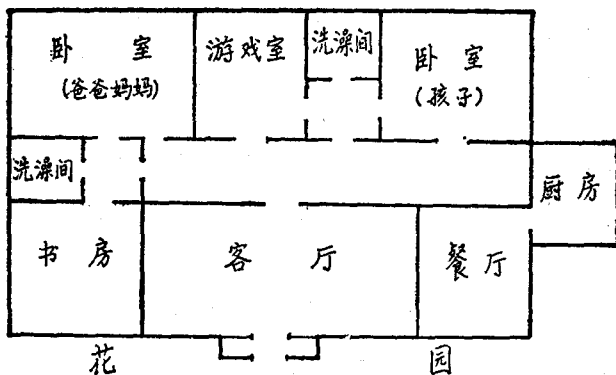 卧 室
(爸爸妈妈)
游戏室
洗澡间
卧 室
(孩子)
洗澡间
厨房
书 房
客 厅
餐厅
花 园